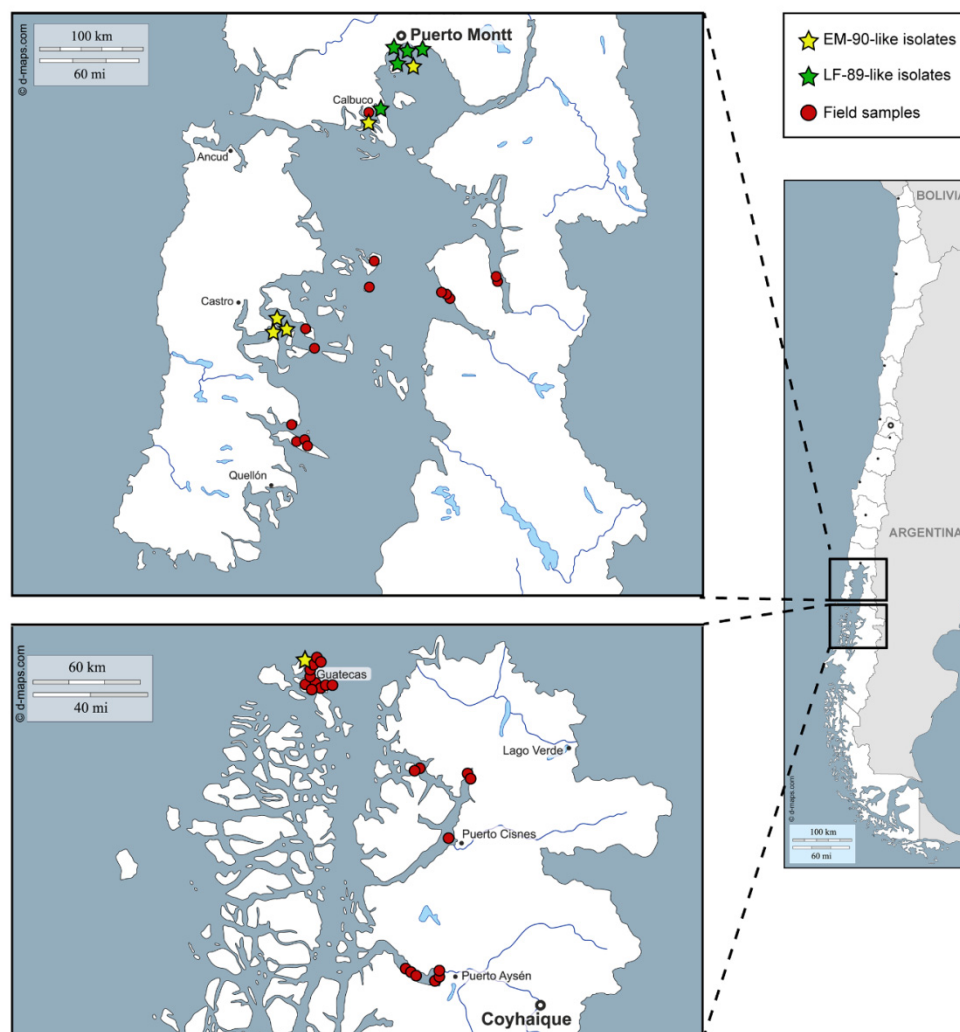 100 km
60 mi
© d-maps.com
Puerto Montt
Calbuco
Ancud
Castro
Quellón
EM-90-like isolates
LF-89-like isolates
Field samples
BOLIVIA
ARGENTINA
© d-maps.com
100 km
60 mi
60 km
40 mi
© d-maps.com
Guatecas
Lago Verde
Puerto Cisnes
Puerto Aysén
Coyhaique